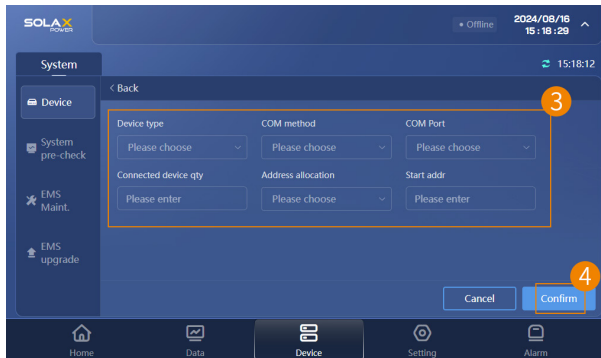 SOLAX
POWER
• Offline
2024/08/16
15:18:29
System
15:18:12
< Back
Device
System
pre-check
EMS
Maint.
EMS
upgrade
3
Device type
COM method
COM Port
Please choose
Please choose
Please choose
Connected device qty
Address allocation
Start addr
Please enter
Please choose
Please enter
4
Cancel
Confirm
Home
Data
Device
Setting
Alarm